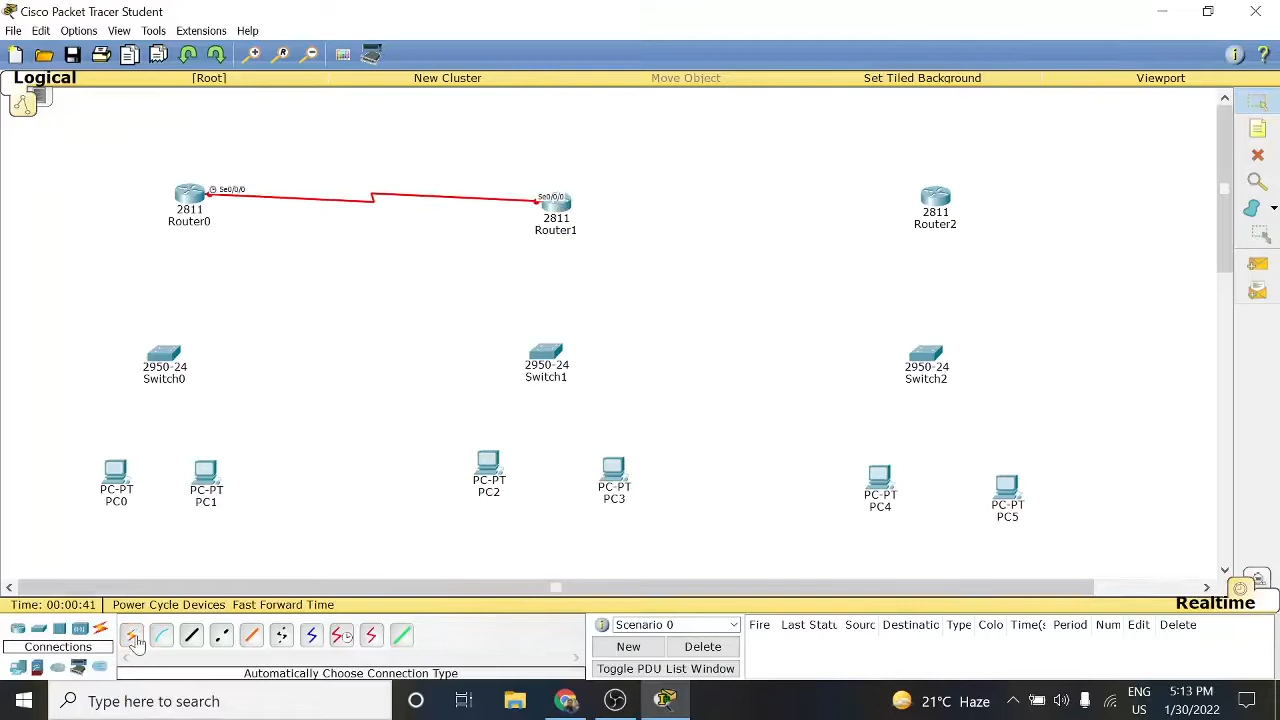 Cisco Packet Tracer Student
File Edit Options View Tools Extensions Help
Logical [Root] New Cluster Move Object Set Tiled Background Viewport
Se0/0/0 Se0/0/0
2811 2811 2811
Router0 Router1 Router2
2950-24 2950-24 2950-24
Switch0 Switch1 Switch2
PC-PT PC-PT PC-PT PC-PT PC-PT PC-PT
PC0 PC1 PC2 PC3 PC4 PC5
Time: 00:00:41 Power Cycle Devices Fast Forward Time Realtime
Connections
Automatically Choose Connection Type
Scenario 0
New Delete
Toggle PDU List Window
Fire Last Statu Sourc Destinatic Type Colo Time(s Period Num Edit Delete
Type here to search
21°C Haze
ENG
US
5:13 PM
1/30/2022